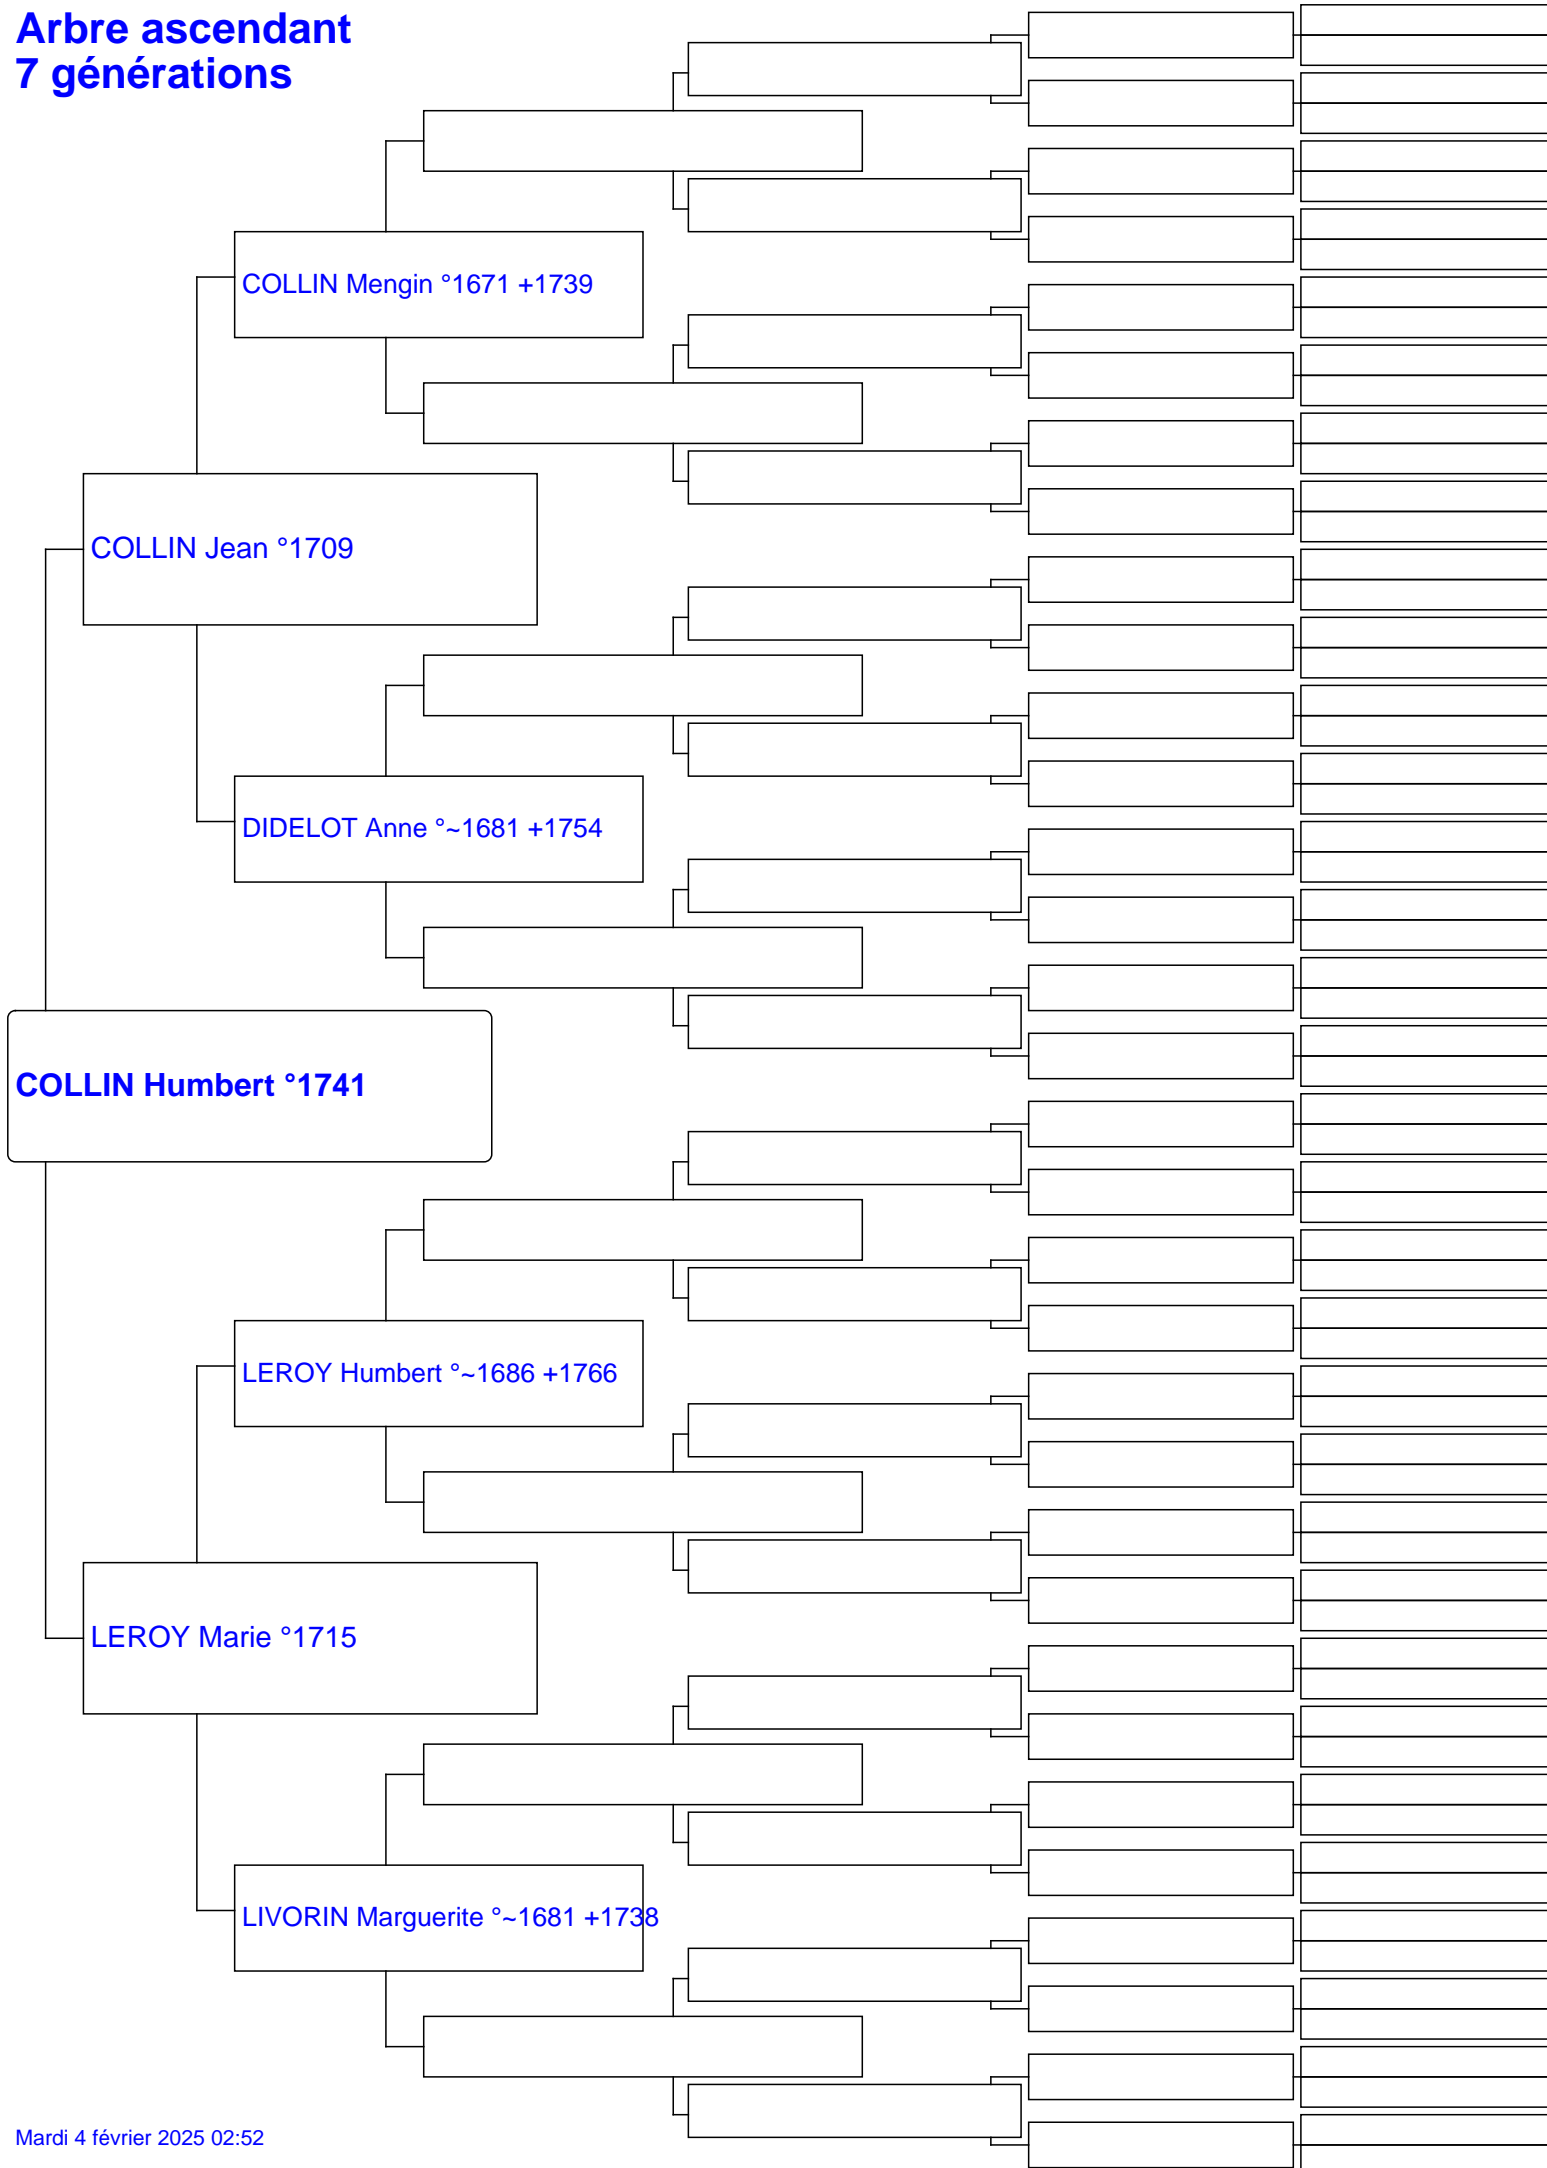 Arbre ascendant
7 générations
COLLIN Mengin °1671 +1739
COLLIN Jean °1709
DIDELOT Anne °~1681 +1754
COLLIN Humbert °1741
LEROY Humbert °~1686 +1766
LEROY Marie °1715
LIVORIN Marguerite °~1681 +1738
Mardi 4 février 2025 02:52